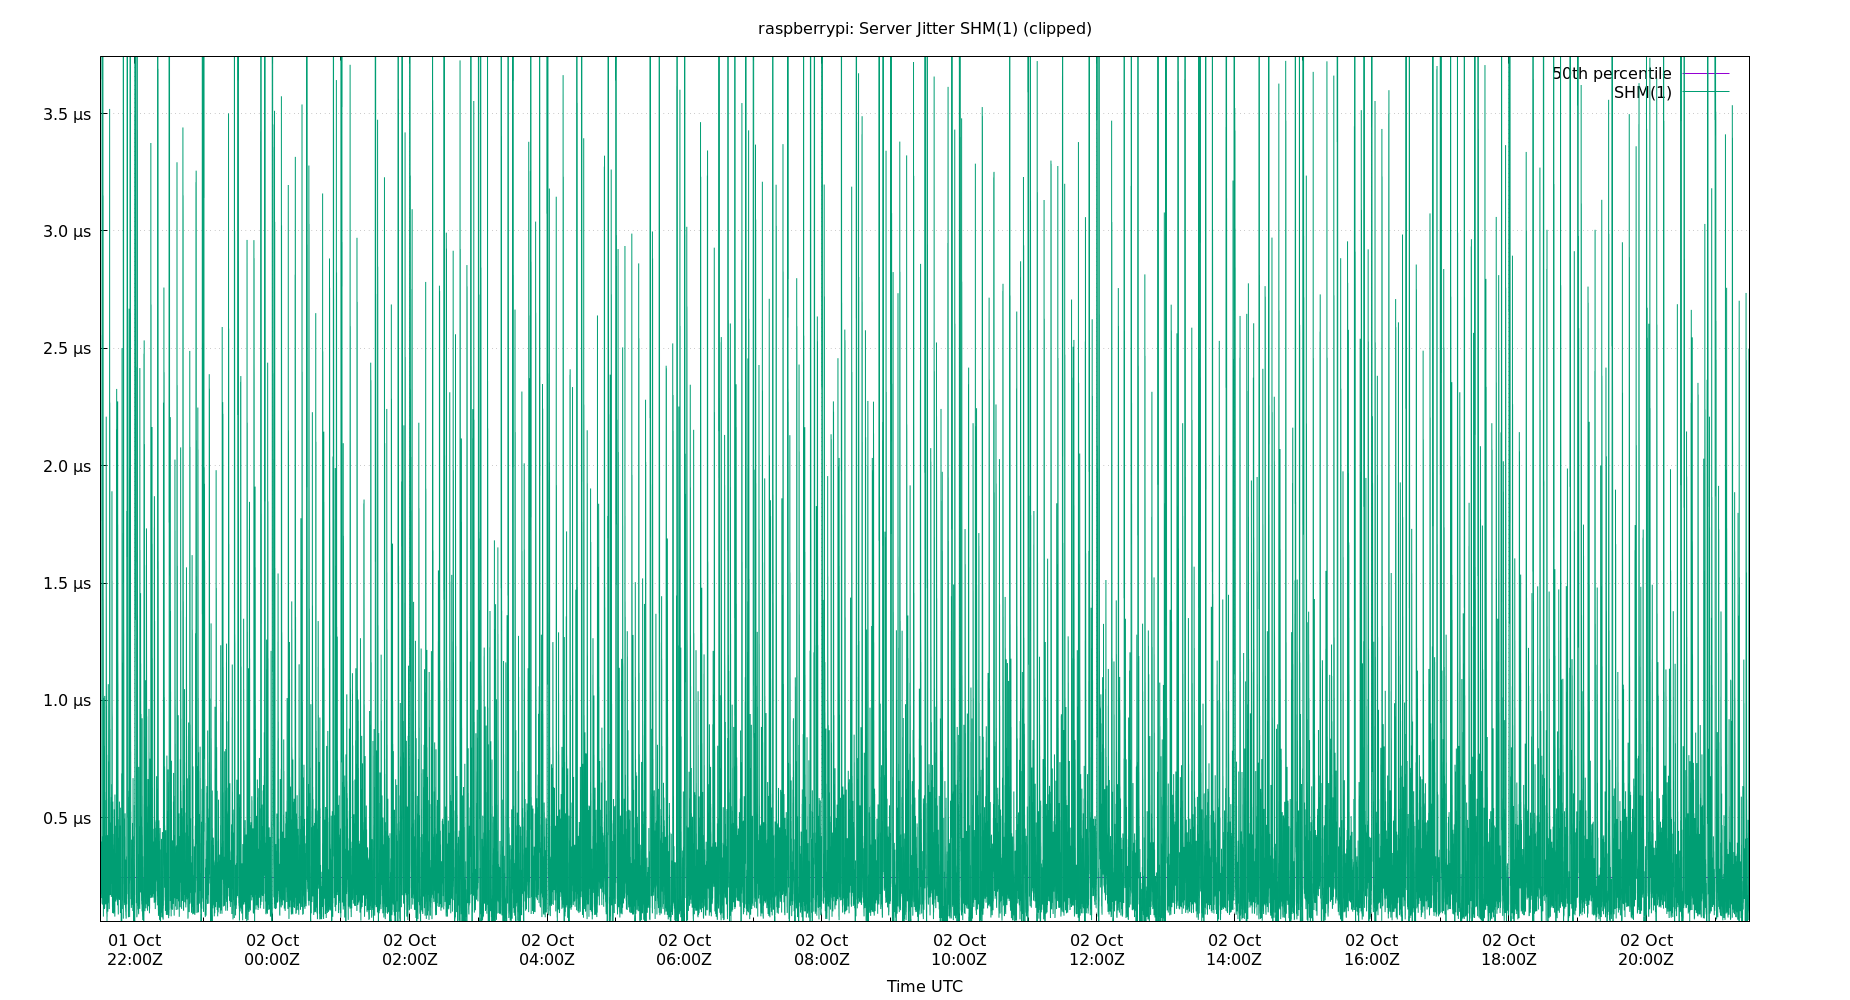 raspberrypi: Server Jitter SHM(1) (clipped)
50th percentile
SHM(1)
3.5 µs
3.0 µs
2.5 µs
2.0 µs
1.5 µs
1.0 µs
0.5 µs
01 Oct 02 Oct 02 Oct 02 Oct 02 Oct 02 Oct 02 Oct 02 Oct 02 Oct 02 Oct 02 Oct 02 Oct
22:00Z 00:00Z 02:00Z 04:00Z 06:00Z 08:00Z 10:00Z 12:00Z 14:00Z 16:00Z 18:00Z 20:00Z
Time UTC